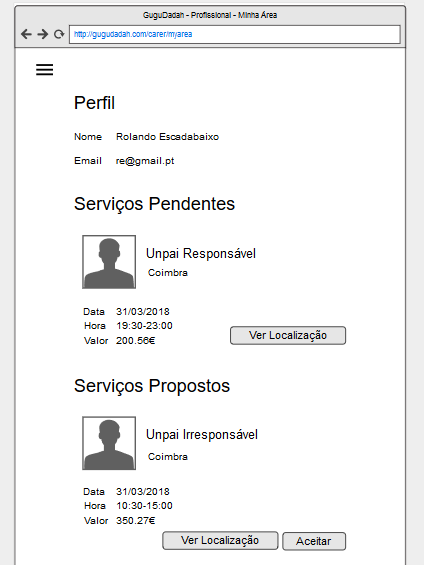 GuguDadah - Profissional - Minha Área
http://gugudadah.com/carer/myarea
Perfil
Nome Rolando Escadabaixo
Email re@gmail.pt
Serviços Pendentes
Unpai Responsável
Coimbra
Data 31/03/2018
Hora 19:30-23:00
Valor 200.56€
Ver Localização
Serviços Propostos
Unpai Irresponsável
Coimbra
Data 31/03/2018
Hora 10:30-15:00
Valor 350.27€
Ver Localização Aceitar